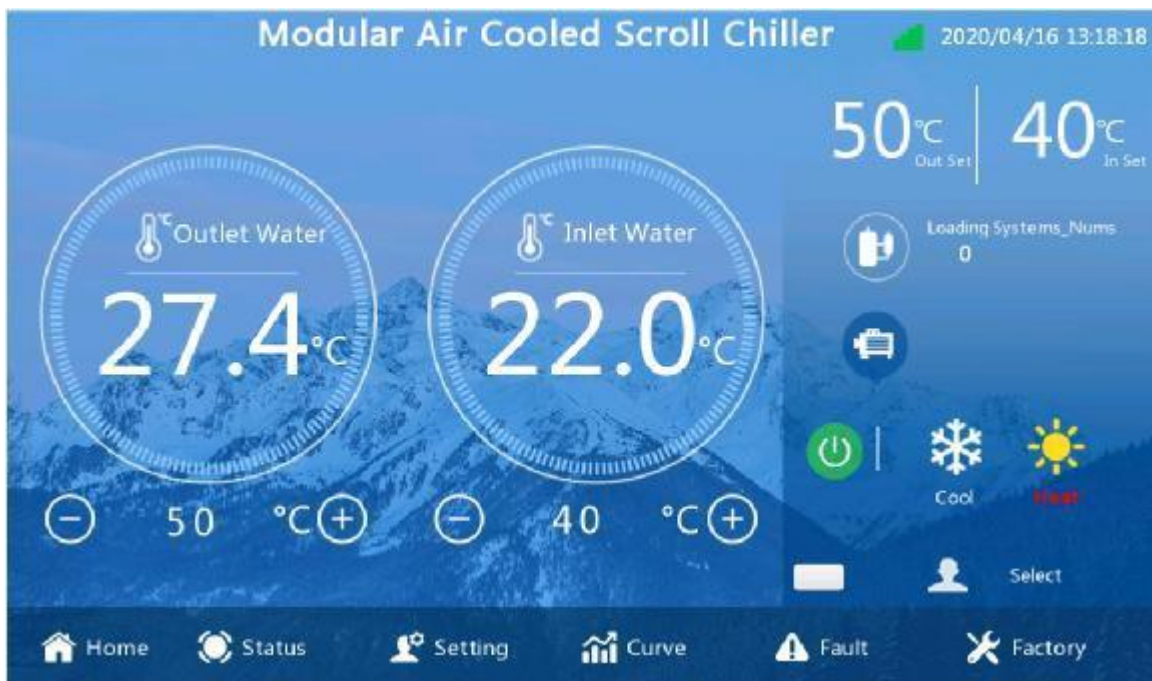 Modular Air Cooled Scroll Chiller
2020/04/16 13:18:18
50°C
Out Set
40°C
In Set
°C Outlet Water
27.4°C
°C Inlet Water
22.0°C
Loading Systems_Nums
0
Cool
Heat
50 °C
40 °C
Select
Home
Status
Setting
Curve
Fault
Factory